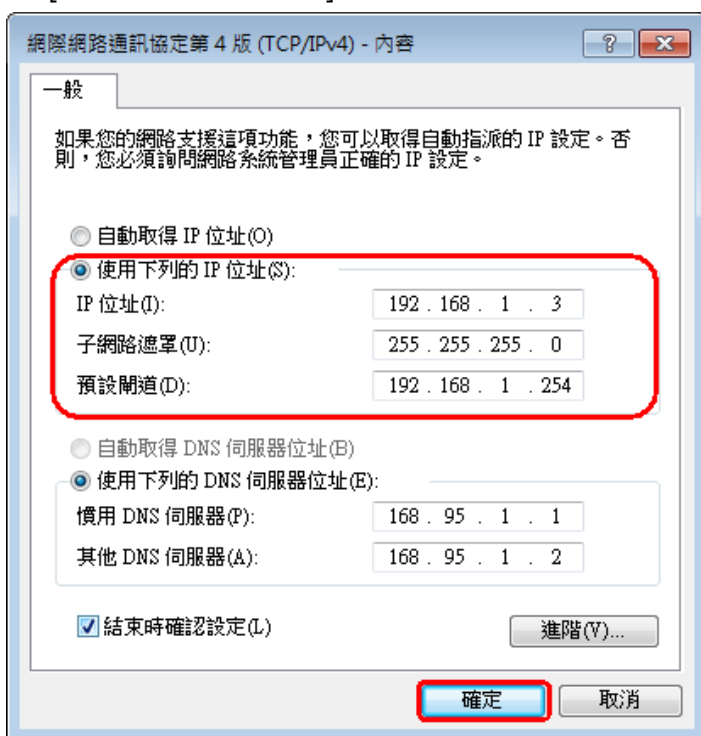 網際網路通訊協定第 4 版 (TCP/IPv4) - 內容
一般
如果您的網路支援這項功能，您可以取得自動指派的 IP 設定。否
則，您必須詢問網路系統管理員正確的 IP 設定。
自動取得 IP 位址(O)
使用下列的 IP 位址(S):
IP 位址(I): 192 . 168 . 1 . 3
子網路遮罩(U): 255 . 255 . 255 . 0
預設閘道(D): 192 . 168 . 1 . 254
自動取得 DNS 伺服器位址(B)
使用下列的 DNS 伺服器位址(E):
慣用 DNS 伺服器(P): 168 . 95 . 1 . 1
其他 DNS 伺服器(A): 168 . 95 . 1 . 2
結束時確認設定(L)
進階(V)...
確定
取消